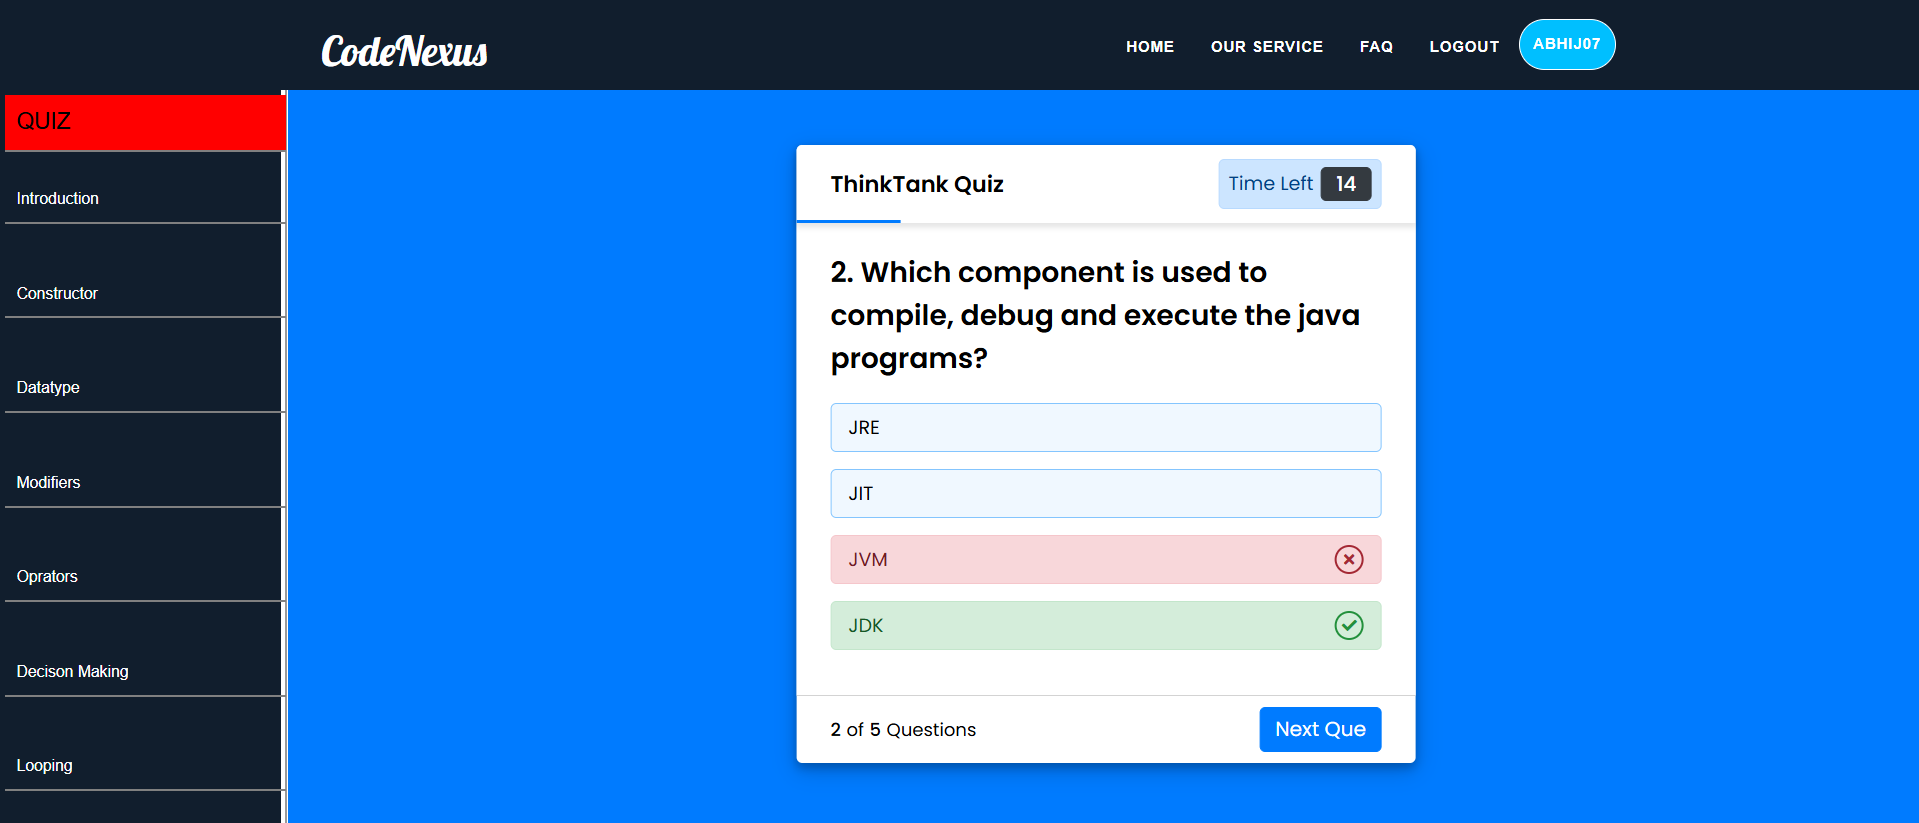 CodeNexus
HOME
OUR SERVICE
FAQ
LOGOUT
ABHIJ07
QUIZ
Introduction
Constructor
Datatype
Modifiers
Oprators
Decison Making
Looping
ThinkTank Quiz
Time Left 14
2. Which component is used to
compile, debug and execute the java
programs?
JRE
JIT
JVM
JDK
2 of 5 Questions
Next Que